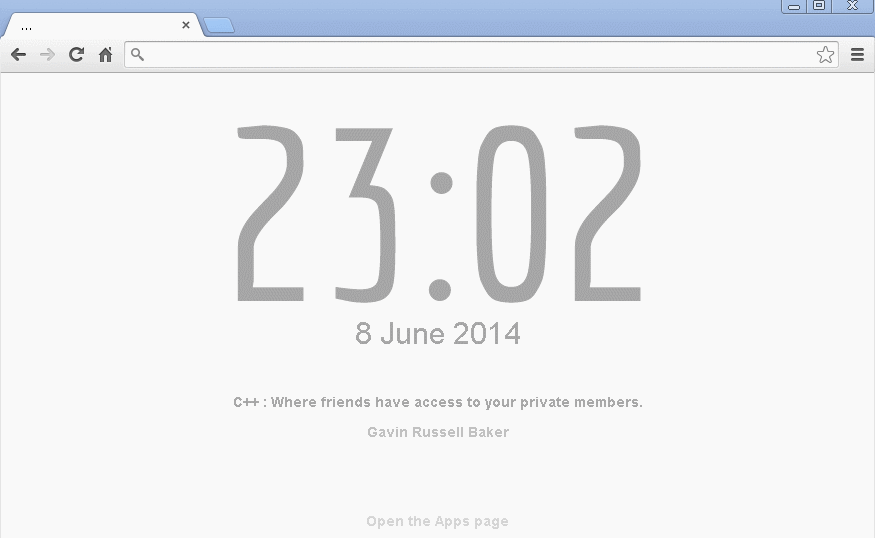 ...
23:02
8 June 2014
C++ : Where friends have access to your private members.
Gavin Russell Baker
Open the Apps page